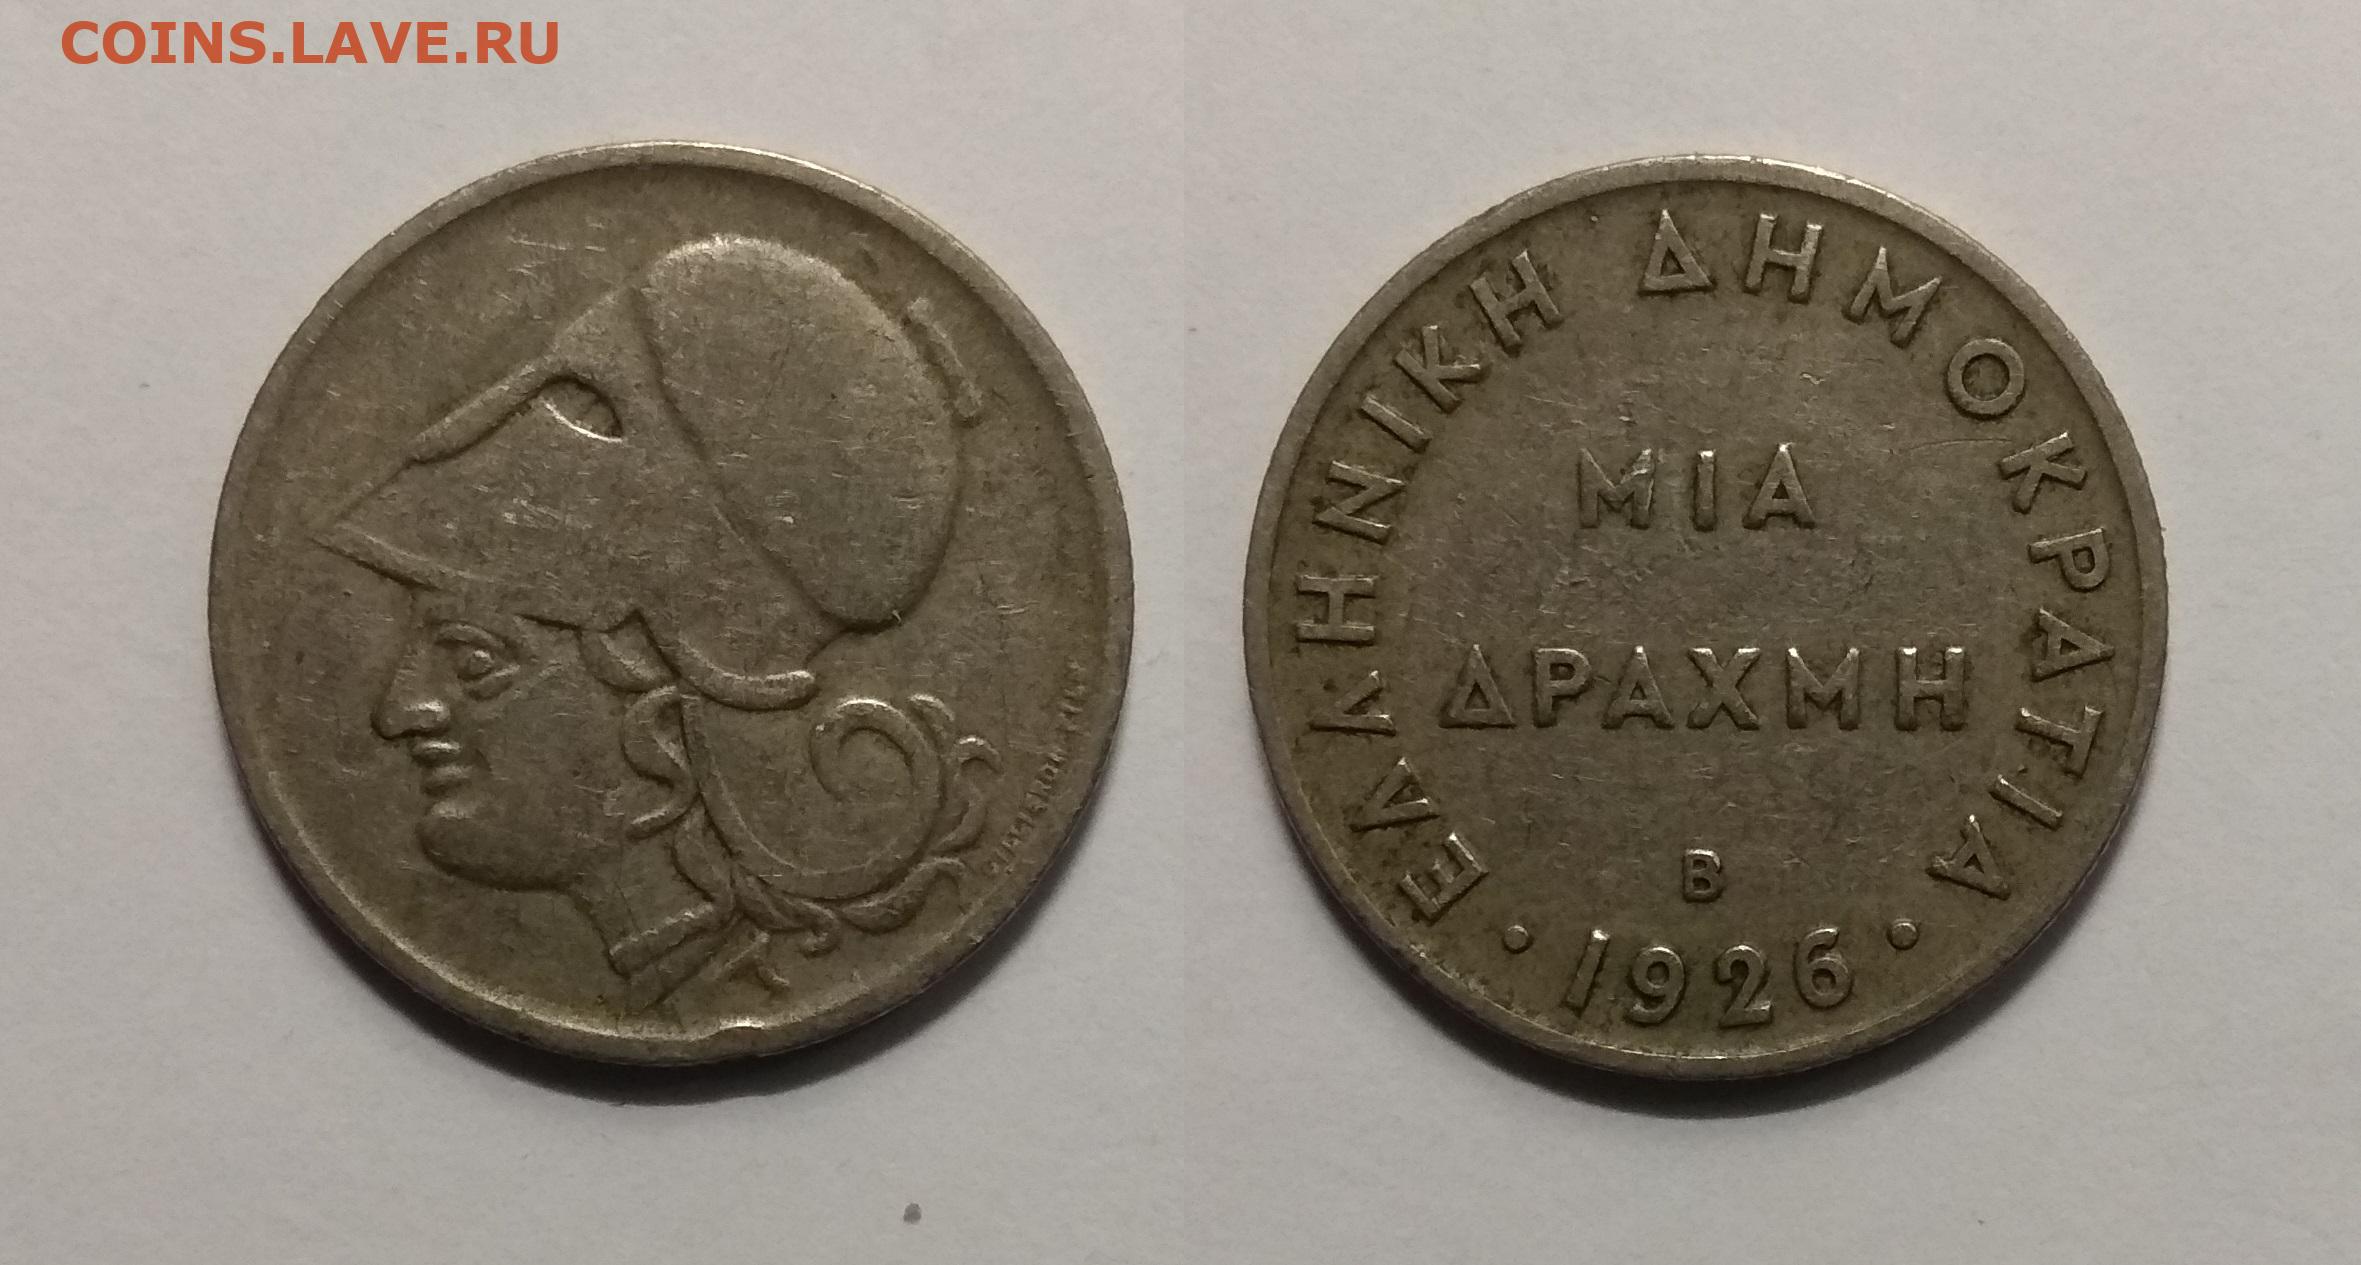 COINS.LAVE.RU
ΕΛΛΗΝΙΚΗ ΔΗΜΟΚΡΑΤΙΑ
ΜΙΑ
ΔΡΑΧΜΗ
B
· 1926 ·